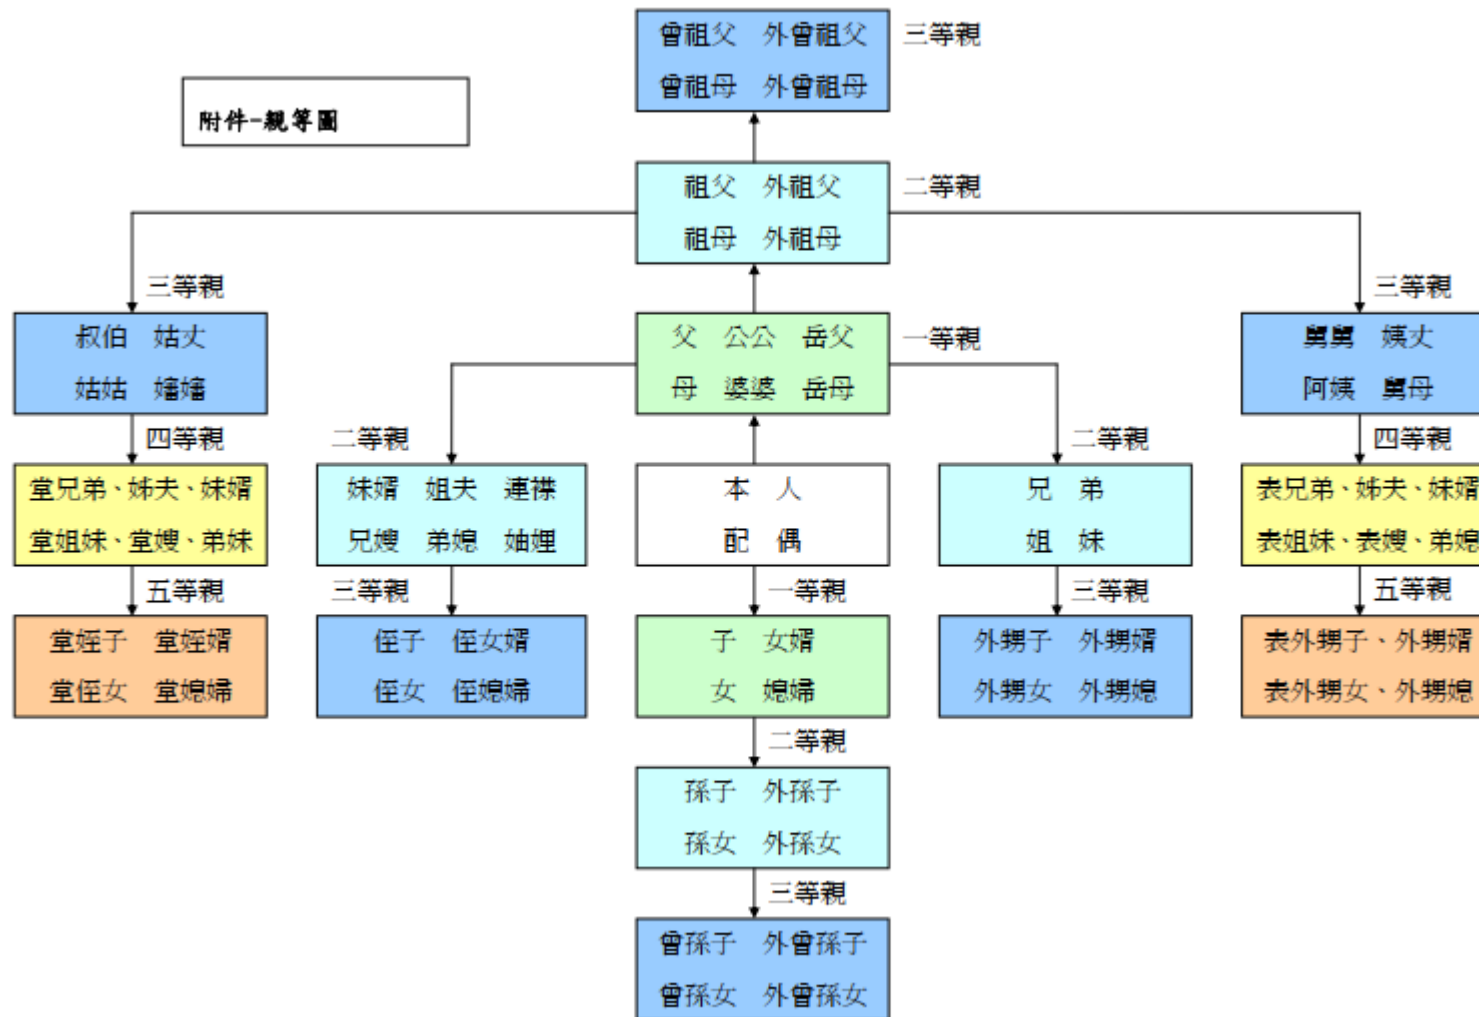 曾祖父 外曾祖父 三等親
曾祖母 外曾祖母
附件-親等圖
祖父 外祖父 二等親
祖母 外祖母
三等親 三等親
叔伯 姑丈
姑姑 嬸嬸
父 公公 岳父 一等親
母 婆婆 岳母
舅舅 姨丈
阿姨 舅母
四等親 二等親 二等親 四等親
堂兄弟、姊夫、妹婿
堂姐妹、堂嫂、弟妹
妹婿 姐夫 連襟
兄嫂 弟媳 妯娌
本 人
配 偶
兄 弟
姐 妹
表兄弟、姊夫、妹婿
表姐妹、表嫂、弟媳
五等親 三等親 一等親 三等親 五等親
堂姪子 堂姪婿
堂侄女 堂媳婦
侄子 侄女婿
侄女 侄媳婦
子 女婿
女 媳婦
外甥子 外甥婿
外甥女 外甥媳
表外甥子、外甥婿
表外甥女、外甥媳
二等親
孫子 外孫子
孫女 外孫女
三等親
曾孫子 外曾孫子
曾孫女 外曾孫女